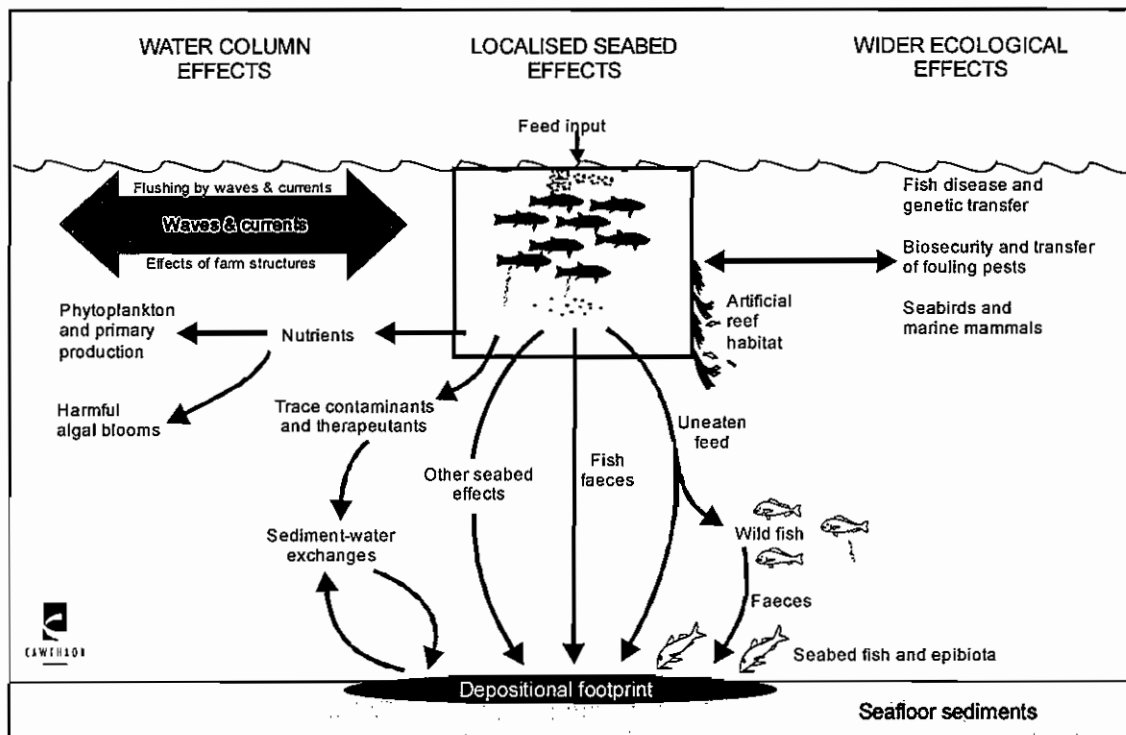 WATER COLUMN
EFFECTS
LOCALISED SEABED
EFFECTS
WIDER ECOLOGICAL
EFFECTS
Feed input
Flushing by waves & currents
Waves & currents
Effects of farm structures
Fish disease and
genetic transfer
Biosecurity and transfer
of fouling pests
Seabirds and
marine mammals
Artificial
reef
habitat
Phytoplankton
and primary
production
Nutrients
Harmful
algal blooms
Trace contaminants
and therapeutants
Other seabed
effects
Fish
faeces
Uneaten
feed
Sediment-water
exchanges
Wild fish
Faeces
Seabed fish and epibiota
CAWTHRON
Depositional footprint
Seafloor sediments